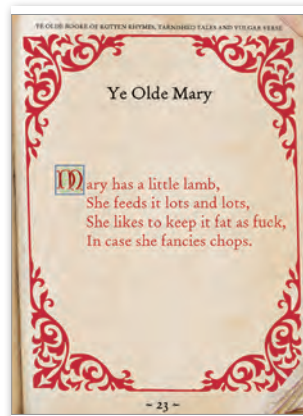 YE OLDE BOOKE OF ROTTEN RHYMES, TARNISHED TALES AND VULGAR VERSE
Ye Olde Mary
Mary has a little lamb,
She feeds it lots and lots,
She likes to keep it fat as fuck,
In case she fancies chops.
~ 23 ~